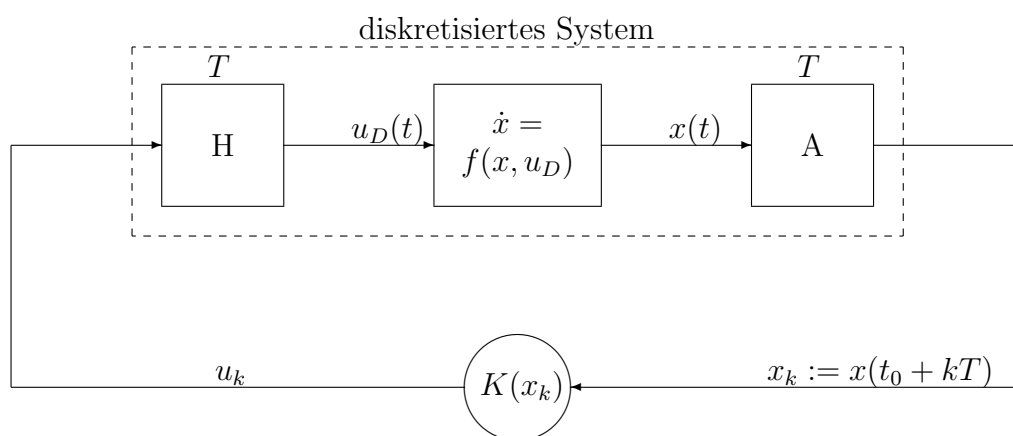 diskretisiertes System
T
T
H
u_D(t)
ẋ =
f(x, u_D)
x(t)
A
u_k
K(x_k)
x_k := x(t_0 + kT)